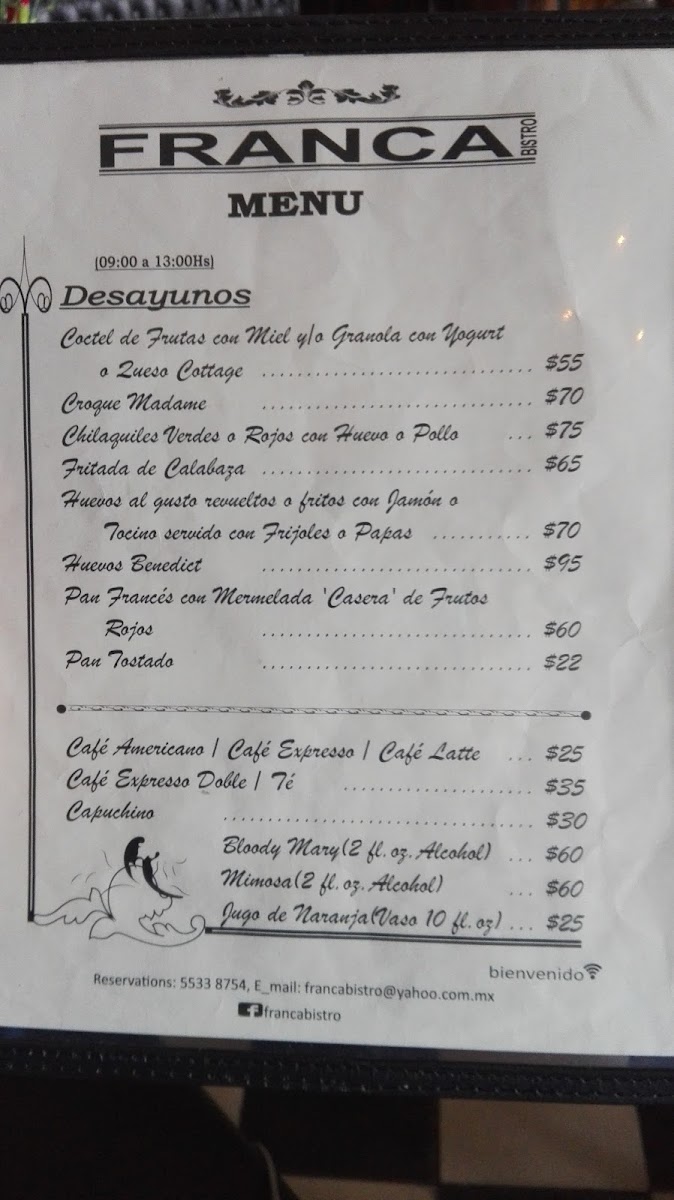 FRANCA BISTRO
MENU
(09:00 a 13:00Hs)
Desayunos
Coctel de Frutas con Miel y/o Granola con Yogurt
o Queso Cottage .............................. $55
Croque Madame .............................. $70
Chilaquiles Verdes o Rojos con Huevo o Pollo ... $75
Fritada de Calabaza .............................. $65
Huevos al gusto revueltos o fritos con Jamón o
Tocino servido con Frijoles o Papas ........... $70
Huevos Benedict .............................. $95
Pan Francés con Mermelada 'Casera' de Frutos
Rojos .............................. $60
Pan Tostado .............................. $22
Café Americano | Café Expresso | Café Latte ... $25
Café Expresso Doble | Té ..................... $35
Capuchino .................................. $30
Bloody Mary(2 fl. oz. Alcohol) ... $60
Mimosa(2 fl. oz. Alcohol) ... $60
Jugo de Naranja(Vaso 10 fl. oz) ... $25
bienvenido
Reservations: 5533 8754, E_mail: francabistro@yahoo.com.mx
francabistro